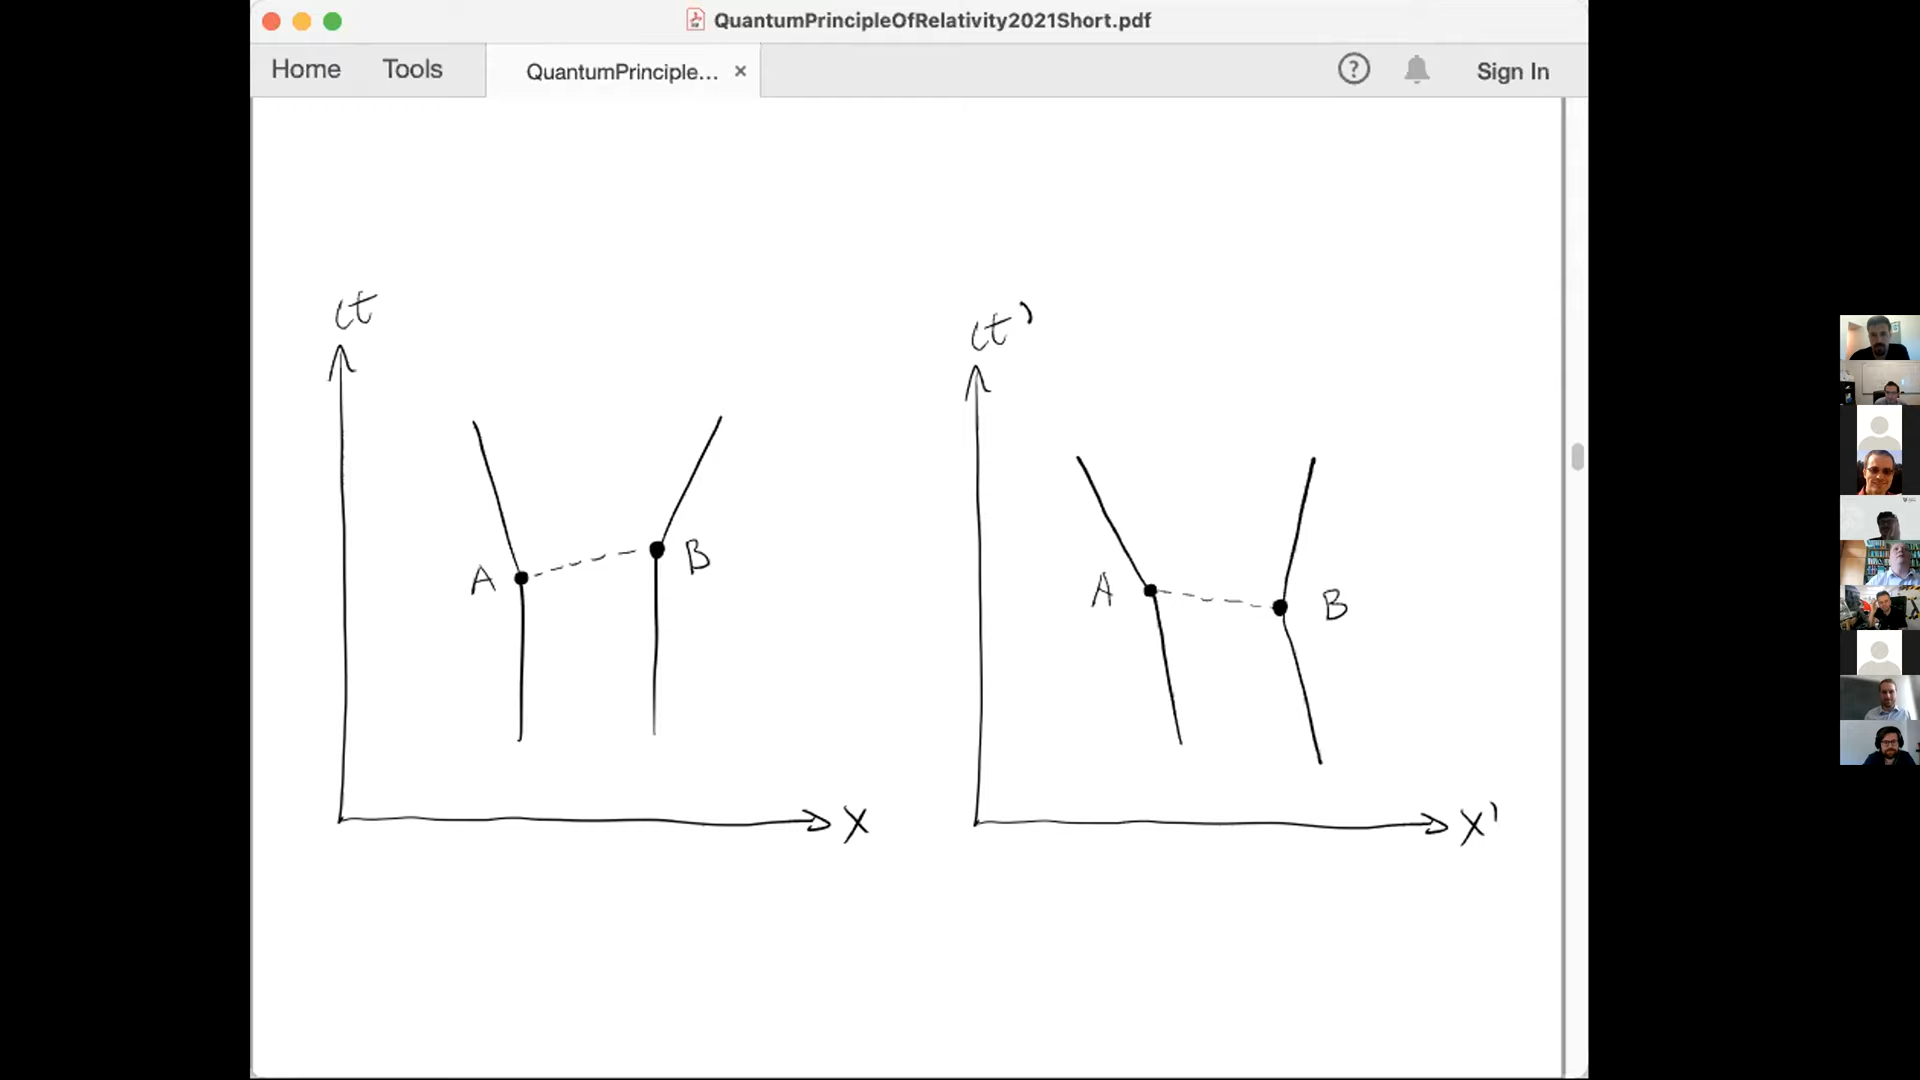 QuantumPrincipleOfRelativity2021Short.pdf
Home Tools QuantumPrinciple... × ? Sign In
ct
ct'
A B
A B
x
x'